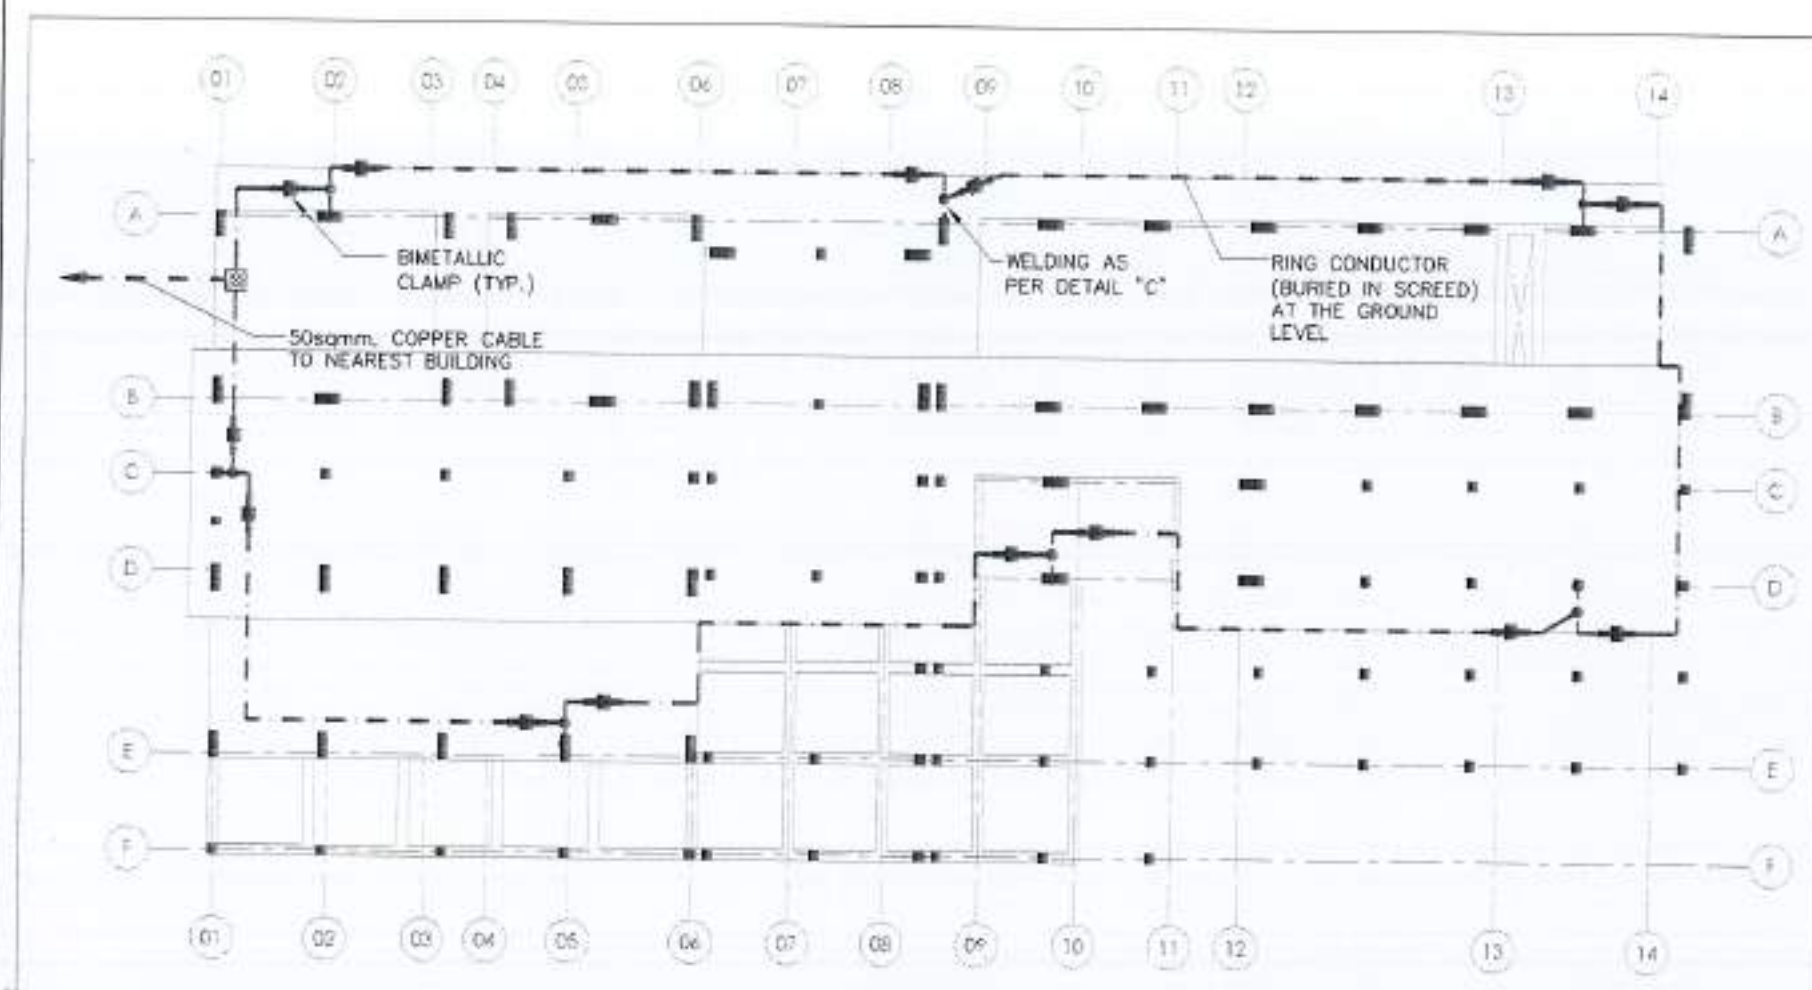 01 02 03 04 05 06 07 08 09 10 11 12 13 14
A
BIMETALLIC
CLAMP (TYP.)
WELDING AS
PER DETAIL "C"
RING CONDUCTOR
(BURIED IN SCREED)
AT THE GROUND
LEVEL
A
50sqmm. COPPER CABLE
TO NEAREST BUILDING
B B
C C
D D
E E
F F
01 02 03 04 05 06 07 08 09 10 11 12 13 14